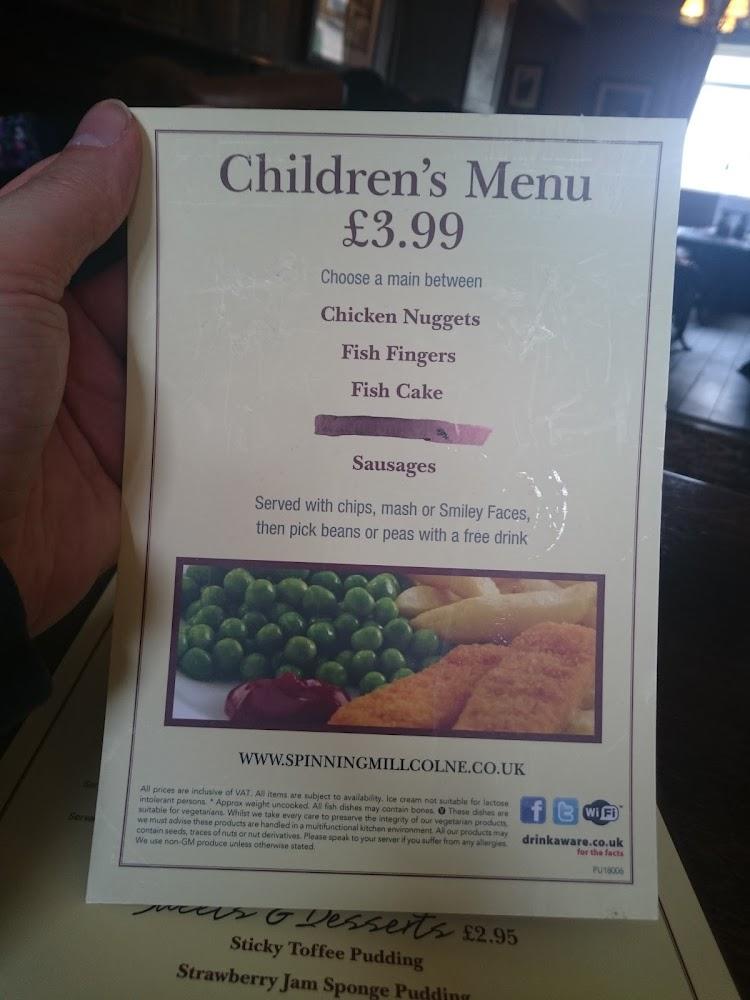 Children's Menu
£3.99
Choose a main between
Chicken Nuggets
Fish Fingers
Fish Cake
Sausages
Served with chips, mash or Smiley Faces,
then pick beans or peas with a free drink
WWW.SPINNINGMILLCOLNE.CO.UK
All prices are inclusive of VAT. All items are subject to availability. Ice cream not suitable for lactose
intolerant persons. * Approx weight uncooked. All fish dishes may contain bones. V These dishes are
suitable for vegetarians. Whilst we take every care to preserve the integrity of our vegetarian products,
we must advise these products are handled in a multifunctional kitchen environment. All our products may
contain seeds, traces of nuts or nut derivatives. Please speak to your server if you suffer from any allergies.
We use non-GM produce unless otherwise stated.
f t WiFi
drinkaware.co.uk
for the facts
PU18006
Sweets & Desserts £2.95
Sticky Toffee Pudding
Strawberry Jam Sponge Pudding